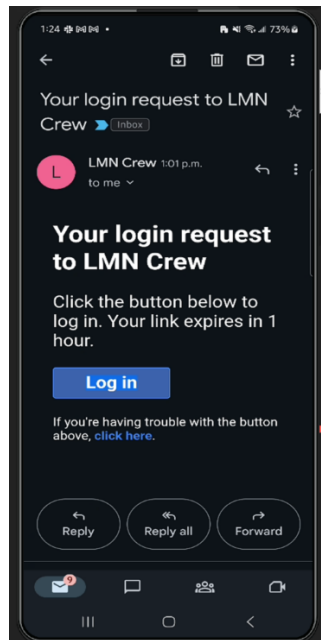 1:24
73%
Your login request to LMN
Crew Inbox
L
LMN Crew 1:01 p.m.
to me
Your login request
to LMN Crew
Click the button below to
log in. Your link expires in 1
hour.
Log in
If you're having trouble with the button
above, click here.
Reply
Reply all
Forward
9